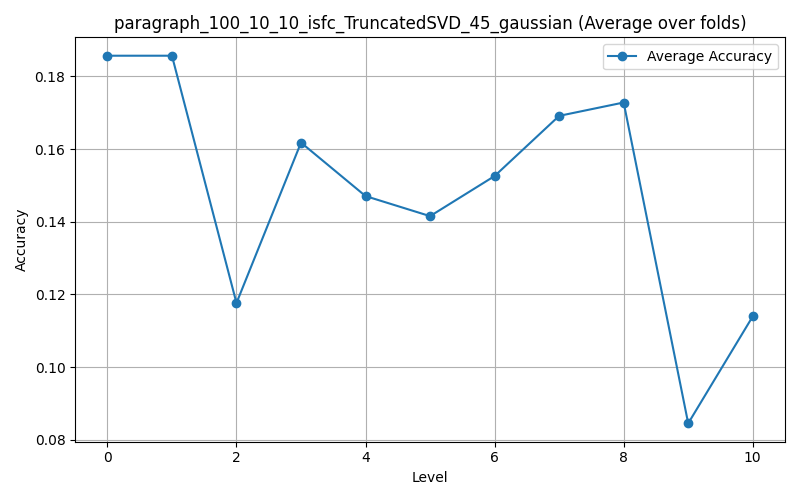 paragraph_100_10_10_isfc_TruncatedSVD_45_gaussian (Average over folds)
Average Accuracy
Accuracy
0.18
0.16
0.14
0.12
0.10
0.08
0 2 4 6 8 10
Level